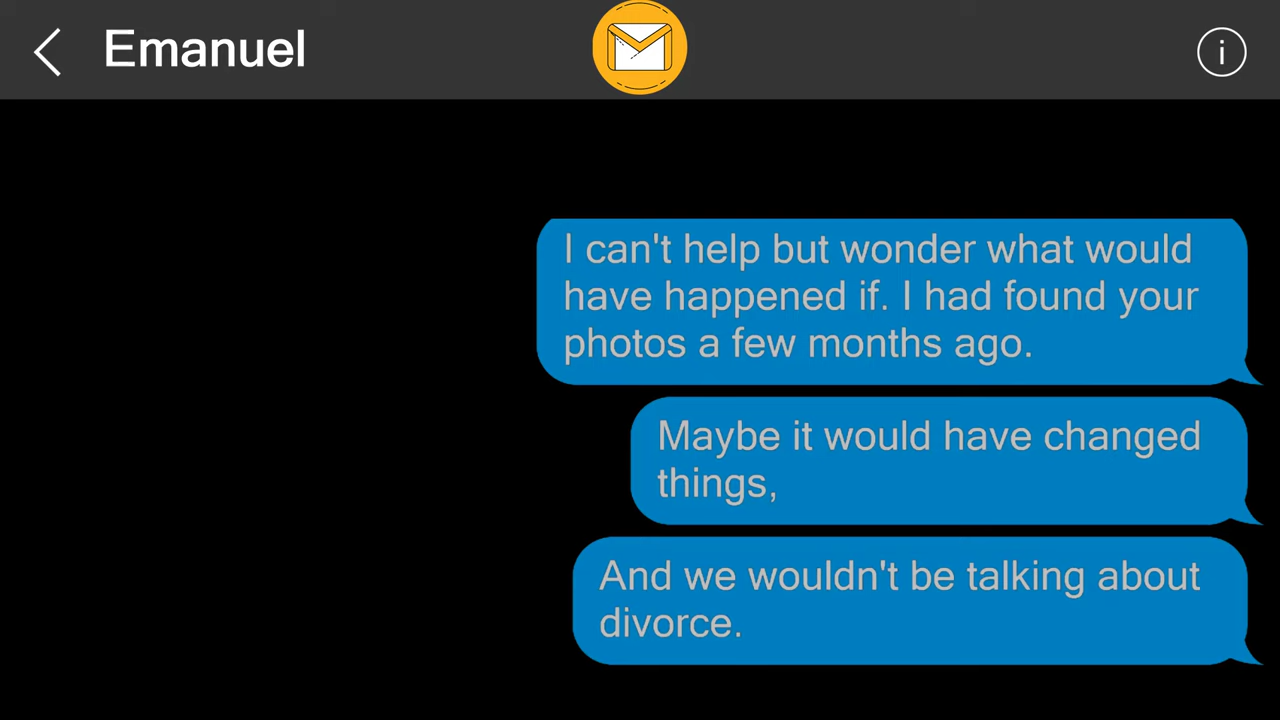 Emanuel
i
I can't help but wonder what would
have happened if. I had found your
photos a few months ago.
Maybe it would have changed
things,
And we wouldn't be talking about
divorce.